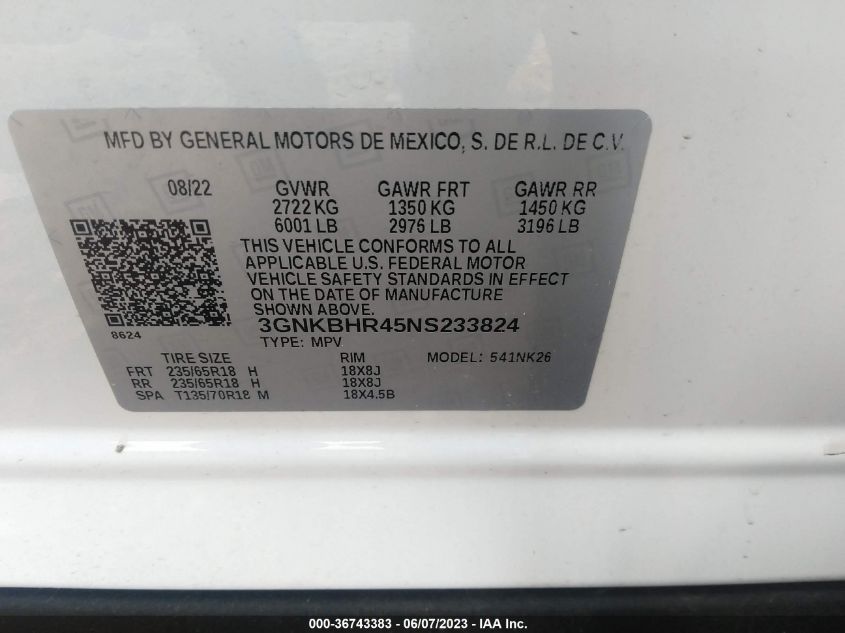 MFD BY GENERAL MOTORS DE MEXICO, S. DE R.L. DE C.V.
08/22 GVWR GAWR FRT GAWR RR
2722 KG 1350 KG 1450 KG
6001 LB 2976 LB 3196 LB
THIS VEHICLE CONFORMS TO ALL
APPLICABLE U.S. FEDERAL MOTOR
VEHICLE SAFETY STANDARDS IN EFFECT
ON THE DATE OF MANUFACTURE
SHOWN ABOVE.
8624
3GNKBHR45NS233824
TYPE: MPV
TIRE SIZE RIM MODEL: 541NK26
FRT 235/65R18 H 18X8J
RR 235/65R18 H 18X8J
SPA T135/70R18 M 18X4.5B
000-36743383 - 06/07/2023 - IAA Inc.